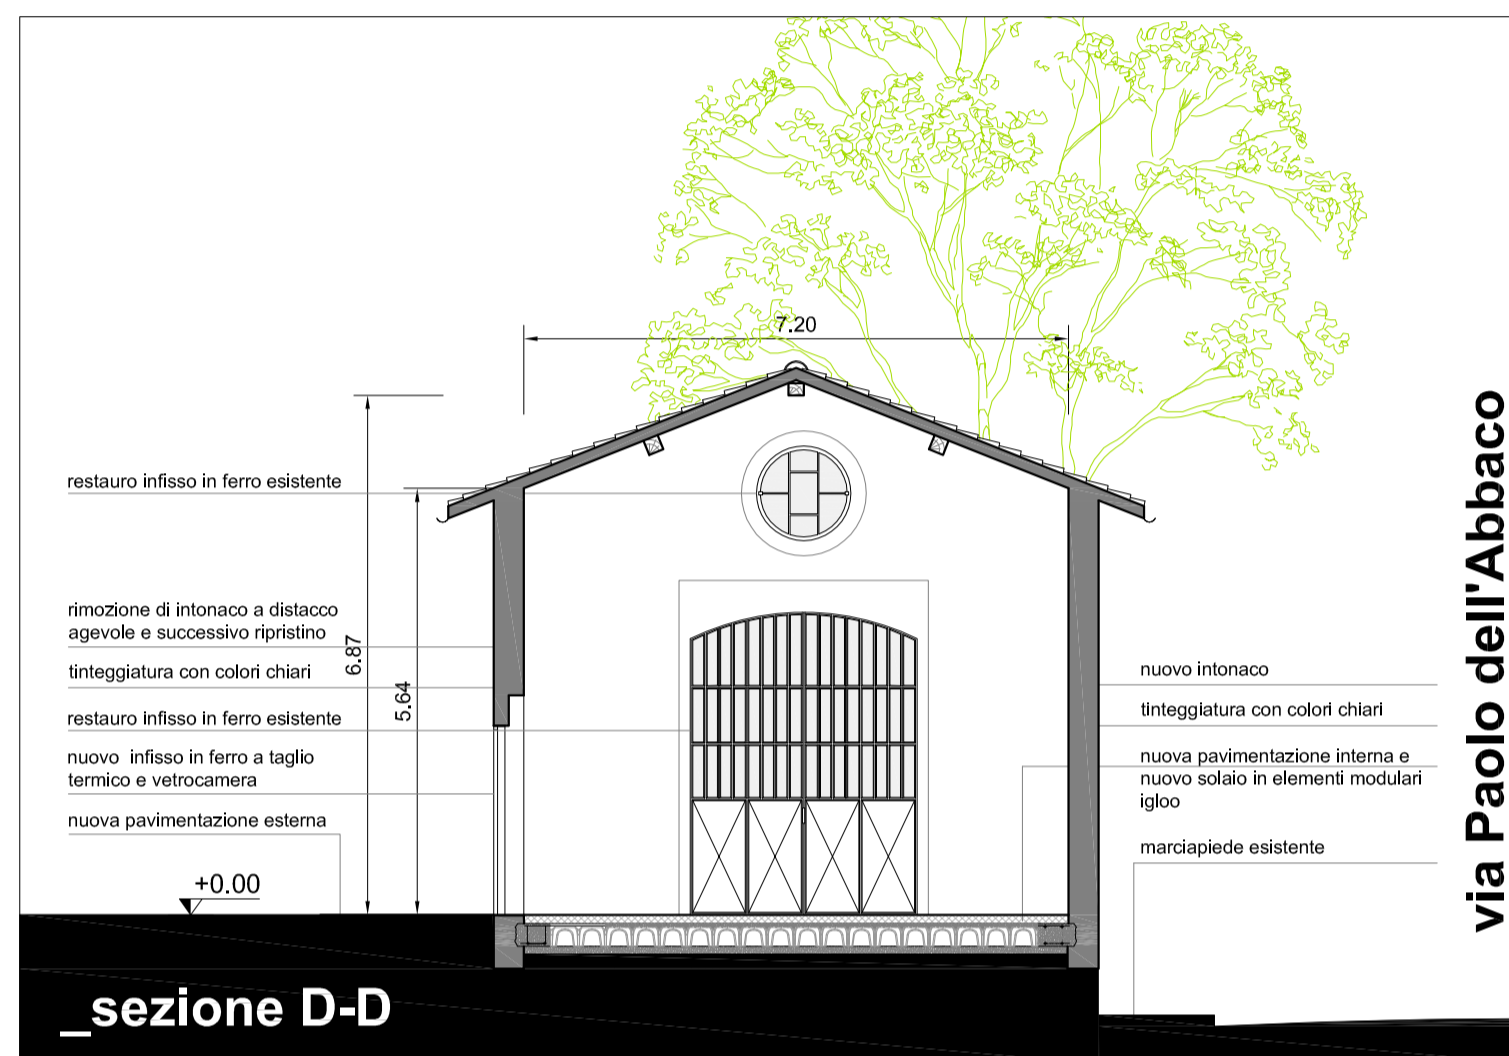 7.20
restauro infisso in ferro esistente
rimozione di intonaco a distacco
agevole e successivo ripristino
tinteggiatura con colori chiari
restauro infisso in ferro esistente
nuovo infisso in ferro a taglio
termico e vetrocamera
nuova pavimentazione esterna
+0.00
6.87
5.64
nuovo intonaco
tinteggiatura con colori chiari
nuova pavimentazione interna e
nuovo solaio in elementi modulari
igloo
marciapiede esistente
via Paolo dell'Abbaco
_sezione D-D